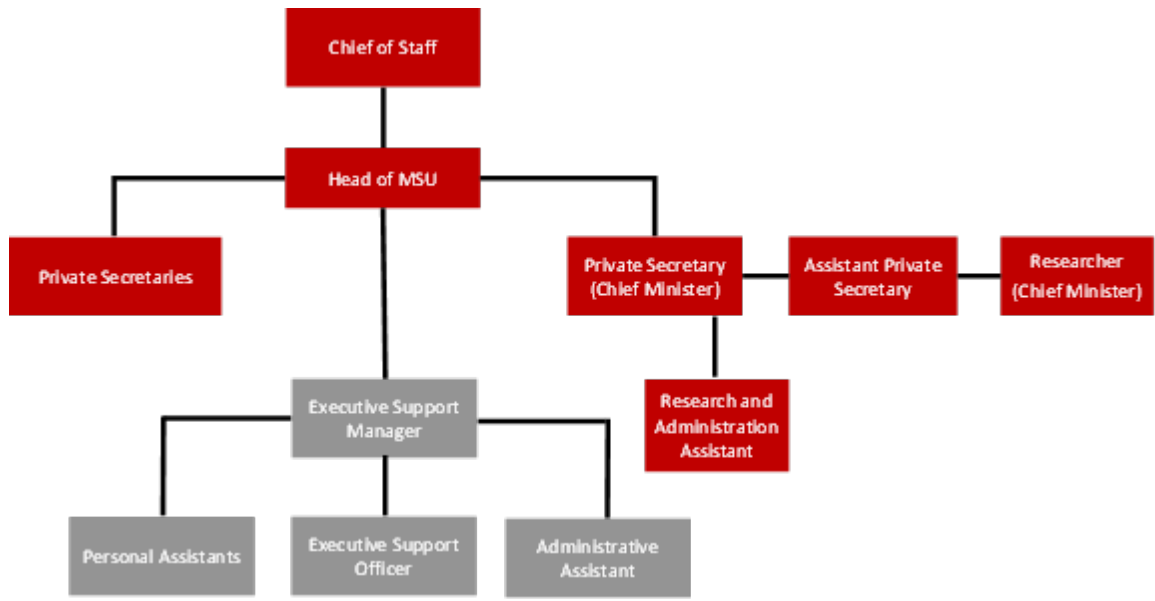 Chief of Staff
Head of MSU
Private Secretaries
Private Secretary
(Chief Minister)
Assistant Private
Secretary
Researcher
(Chief Minister)
Research and
Administration
Assistant
Executive Support
Manager
Personal Assistants
Executive Support
Officer
Administrative
Assistant